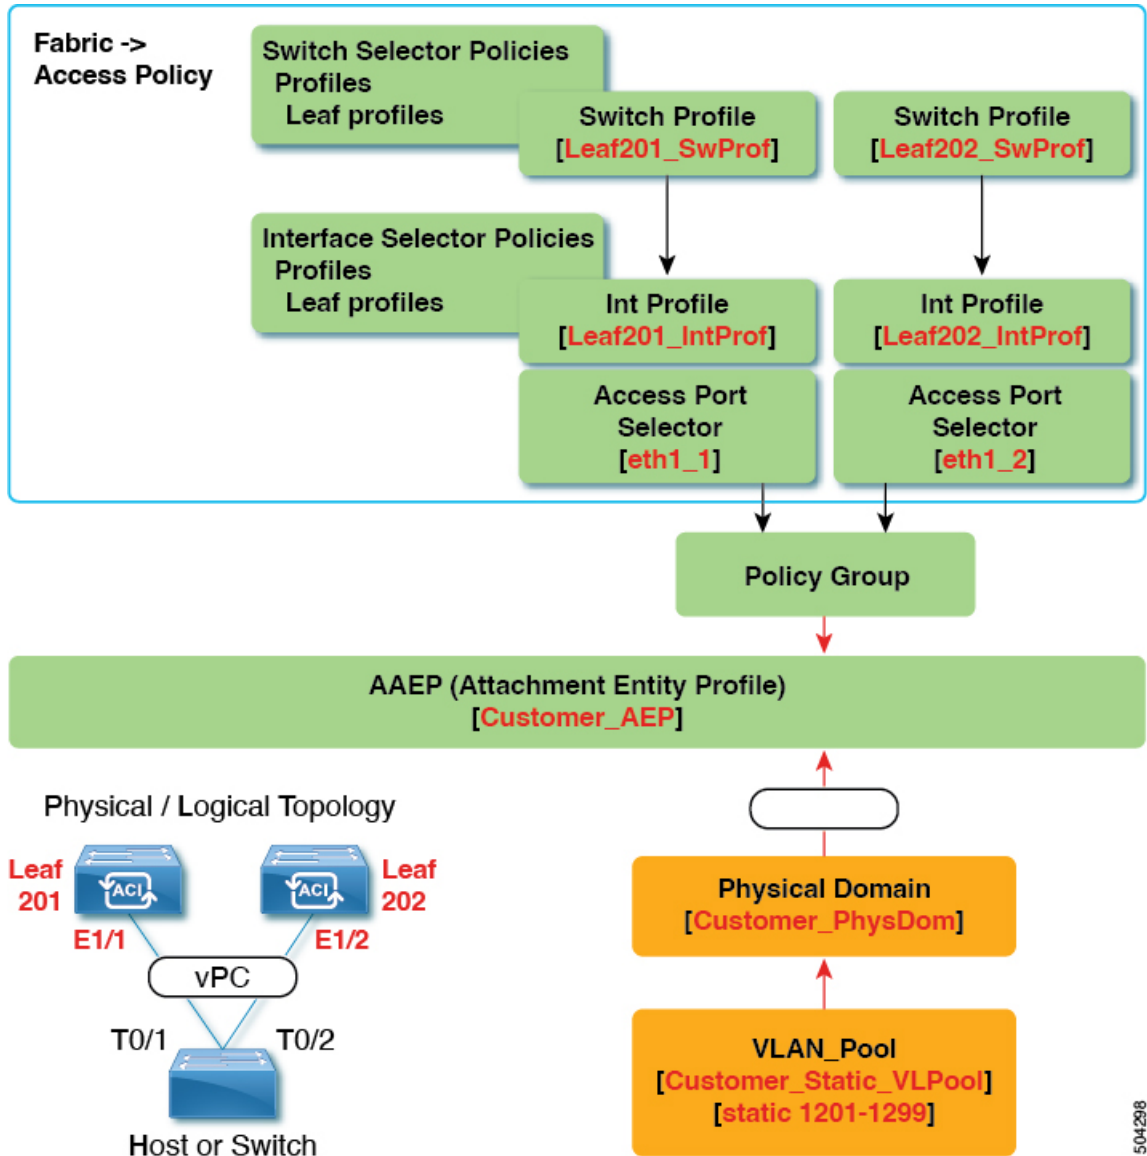 Fabric ->
Access Policy
Switch Selector Policies
Profiles
Leaf profiles
Switch Profile
[Leaf201_SwProf]
Switch Profile
[Leaf202_SwProf]
Interface Selector Policies
Profiles
Leaf profiles
Int Profile
[Leaf201_IntProf]
Int Profile
[Leaf202_IntProf]
Access Port
Selector
[eth1_1]
Access Port
Selector
[eth1_2]
Policy Group
AAEP (Attachment Entity Profile)
[Customer_AEP]
Physical / Logical Topology
Leaf
201
ACI
ACI
Leaf
202
E1/1
E1/2
vPC
T0/1
T0/2
Host or Switch
Physical Domain
[Customer_PhysDom]
VLAN_Pool
[Customer_Static_VLPool]
[static 1201-1299]
504298